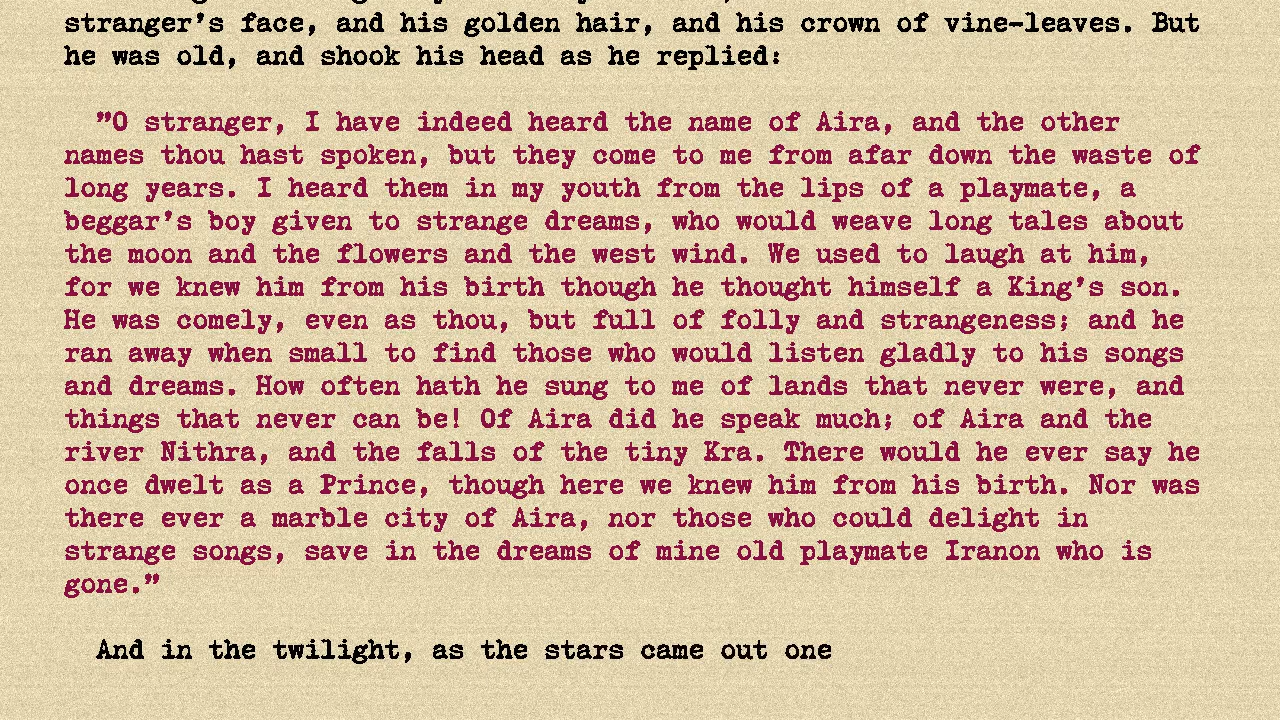 stranger’s face, and his golden hair, and his crown of vine-leaves. But
he was old, and shook his head as he replied:
”O stranger, I have indeed heard the name of Aira, and the other
names thou hast spoken, but they come to me from afar down the waste of
long years. I heard them in my youth from the lips of a playmate, a
beggar’s boy given to strange dreams, who would weave long tales about
the moon and the flowers and the west wind. We used to laugh at him,
for we knew him from his birth though he thought himself a King’s son.
He was comely, even as thou, but full of folly and strangeness; and he
ran away when small to find those who would listen gladly to his songs
and dreams. How often hath he sung to me of lands that never were, and
things that never can be! Of Aira did he speak much; of Aira and the
river Nithra, and the falls of the tiny Kra. There would he ever say he
once dwelt as a Prince, though here we knew him from his birth. Nor was
there ever a marble city of Aira, nor those who could delight in
strange songs, save in the dreams of mine old playmate Iranon who is
gone.”
And in the twilight, as the stars came out one